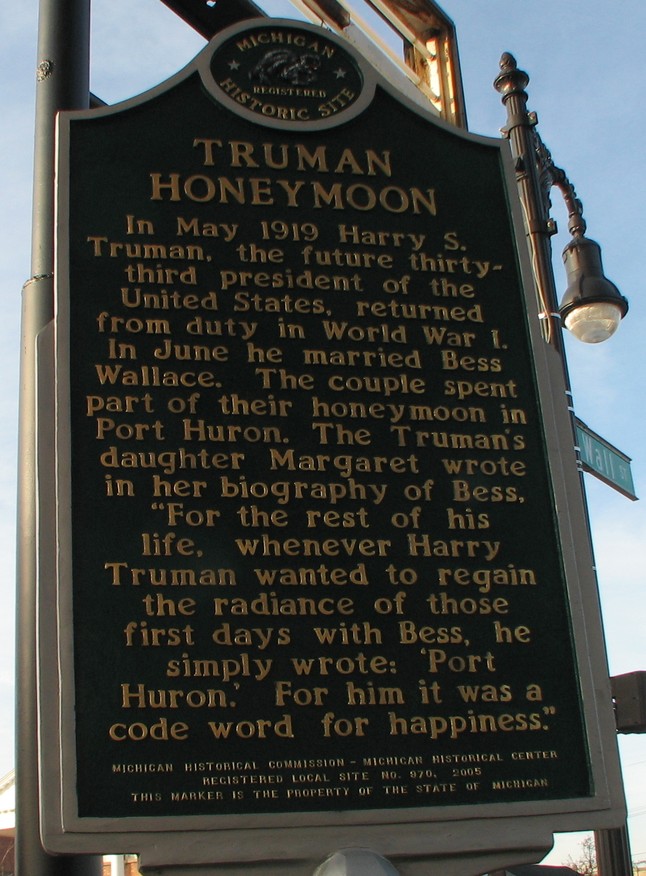 MICHIGAN
REGISTERED
HISTORIC SITE
TRUMAN
HONEYMOON
In May 1919 Harry S.
Truman, the future thirty-
third president of the
United States, returned
from duty in World War I.
In June he married Bess
Wallace. The couple spent
part of their honeymoon in
Port Huron. The Truman's
daughter Margaret wrote
in her biography of Bess,
“For the rest of his
life, whenever Harry
Truman wanted to regain
the radiance of those
first days with Bess, he
simply wrote: ‘Port
Huron.’ For him it was a
code word for happiness.”
MICHIGAN HISTORICAL COMMISSION – MICHIGAN HISTORICAL CENTER
REGISTERED LOCAL SITE NO. 970, 2005
THIS MARKER IS THE PROPERTY OF THE STATE OF MICHIGAN
Wall ST